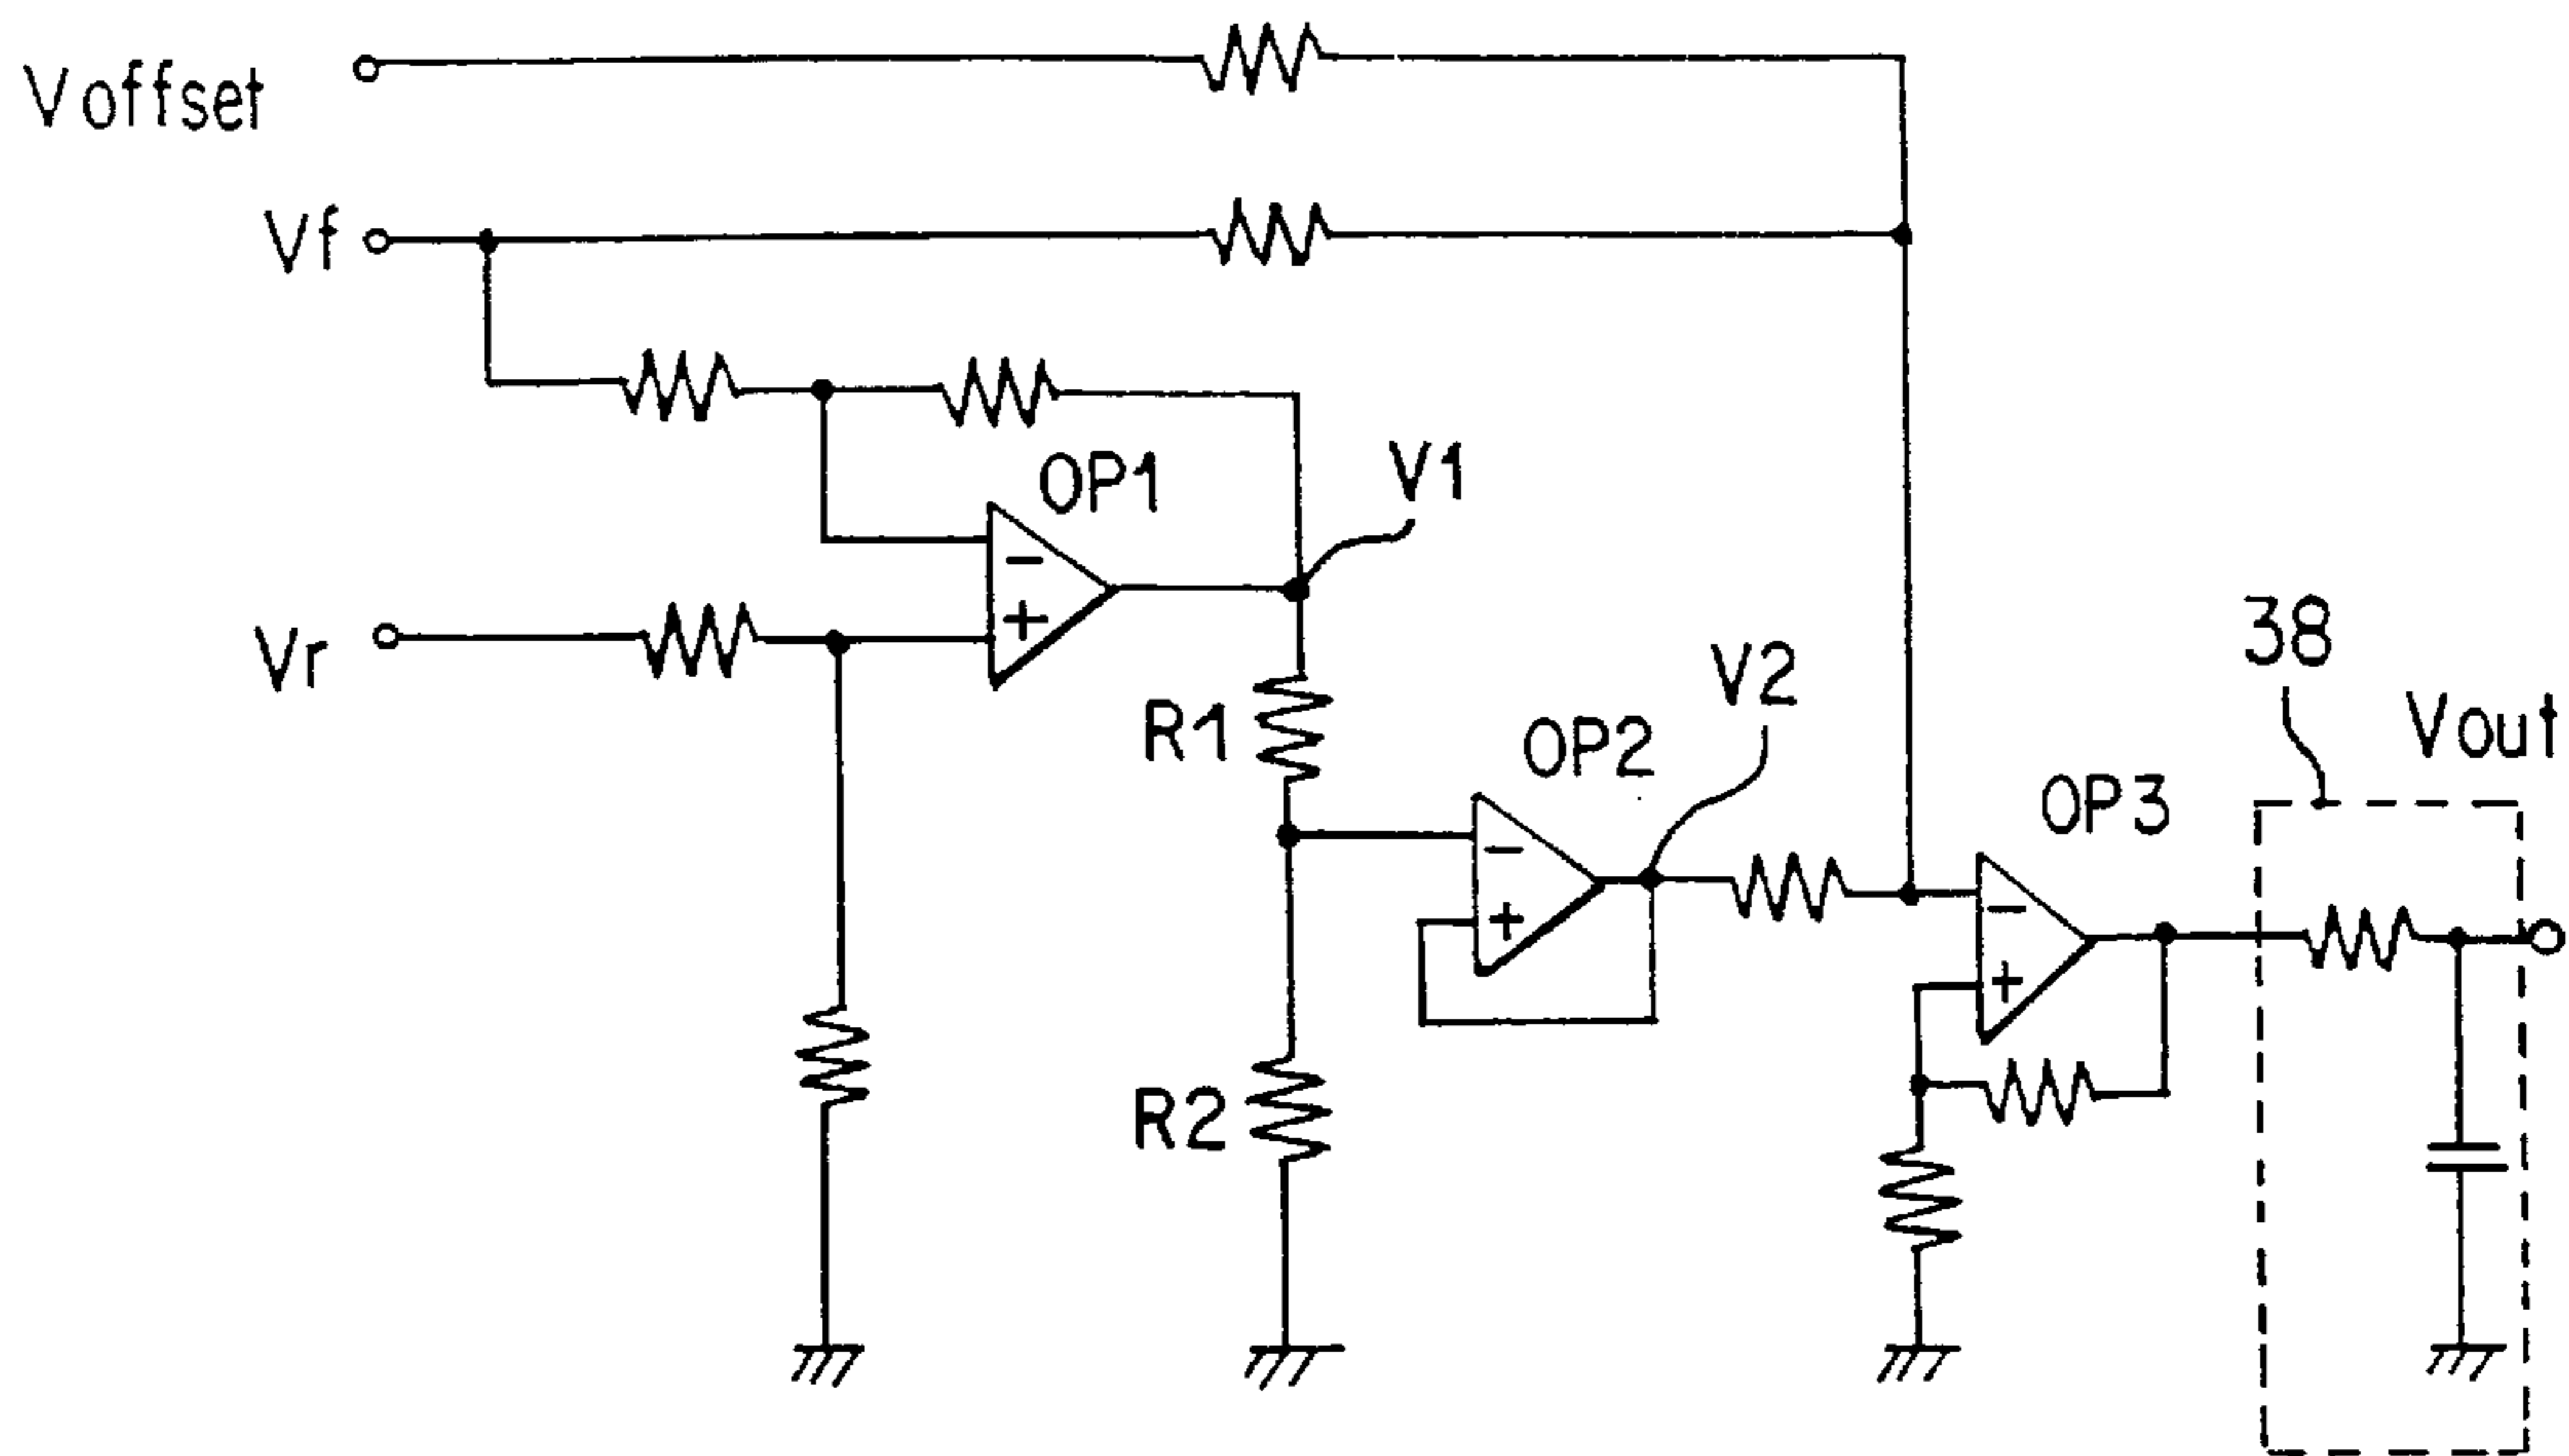 Voffset
Vf
OP1
V1
Vr
R1
OP2
V2
38
Vout
OP3
R2
-
+
-
+
-
+